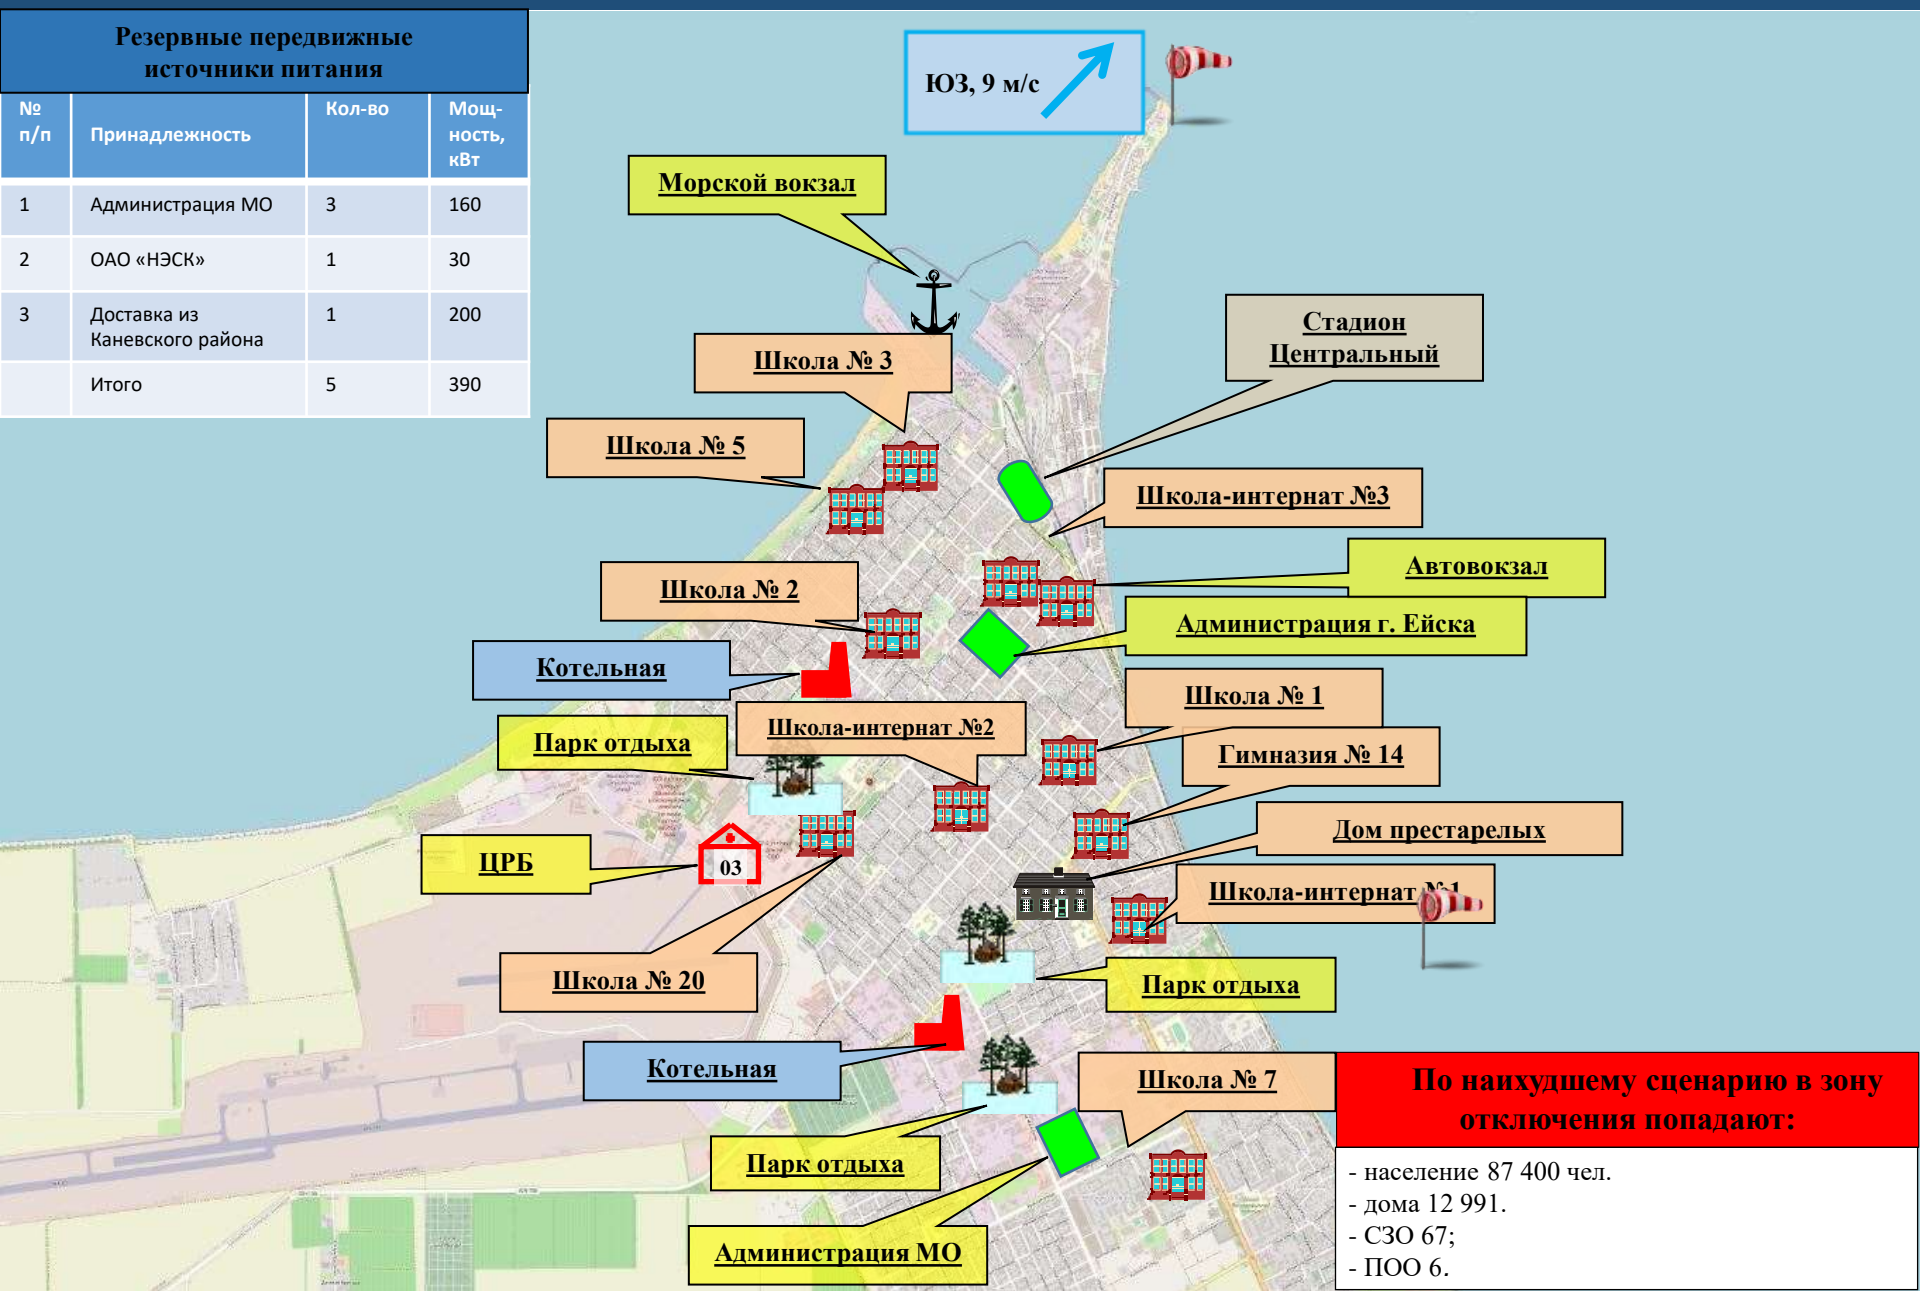 Резервные передвижные
источники питания
№ п/п Принадлежность Кол-во Мощ-ность, кВт
1 Администрация МО 3 160
2 ОАО «НЭСК» 1 30
3 Доставка из Каневского района 1 200
Итого 5 390
ЮЗ, 9 м/с
Морской вокзал
Стадион
Центральный
Школа № 3
Школа № 5
Школа-интернат №3
Автовокзал
Школа № 2
Администрация г. Ейска
Котельная
Школа № 1
Школа-интернат №2
Парк отдыха
Гимназия № 14
Дом престарелых
ЦРБ
03
Школа-интернат №1
Школа № 20
Парк отдыха
Котельная
Школа № 7
Парк отдыха
Администрация МО
По наихудшему сценарию в зону
отключения попадают:
- население 87 400 чел.
- дома 12 991.
- СЗО 67;
- ПОО 6.